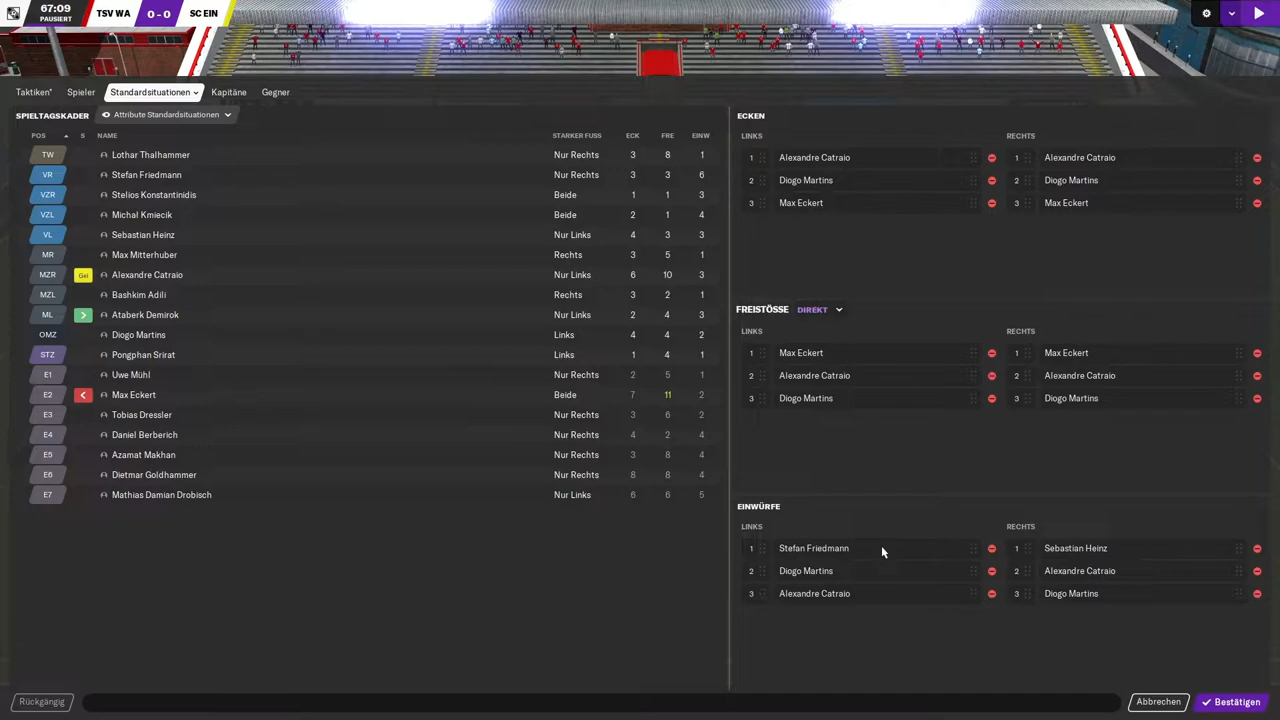 67:09
PAUSIERT
TSV WA 0 - 0 SC EIN
Taktiken* Spieler Standardsituationen Kapitäne Gegner
SPIELTAGSKADER Attribute Standardsituationen
POS S NAME STARKER FUSS ECK FRE EINW
TW Lothar Thalhammer Nur Rechts 3 8 1
VR Stefan Friedmann Nur Rechts 3 3 6
VZR Stelios Konstantinidis Beide 1 1 3
VZL Michal Kmiecik Beide 2 1 4
VL Sebastian Heinz Nur Links 4 3 3
MR Max Mitterhuber Rechts 3 5 1
MZR Gel Alexandre Catraio Nur Links 6 10 3
MZL Bashkim Adili Rechts 3 2 1
ML Ataberk Demirok Nur Links 2 4 3
OMZ Diogo Martins Links 4 4 2
STZ Pongphan Srirat Links 1 4 1
E1 Uwe Mühl Nur Rechts 2 5 1
E2 Max Eckert Beide 7 11 2
E3 Tobias Dressler Nur Rechts 3 6 2
E4 Daniel Berberich Nur Rechts 4 2 4
E5 Azamat Makhan Nur Rechts 3 8 4
E6 Dietmar Goldhammer Nur Rechts 8 8 4
E7 Mathias Damian Drobisch Nur Links 6 6 5
ECKEN
LINKS RECHTS
1 Alexandre Catraio 1 Alexandre Catraio
2 Diogo Martins 2 Diogo Martins
3 Max Eckert 3 Max Eckert
FREISTÖSSE DIREKT
LINKS RECHTS
1 Max Eckert 1 Max Eckert
2 Alexandre Catraio 2 Alexandre Catraio
3 Diogo Martins 3 Diogo Martins
EINWÜRFE
LINKS RECHTS
1 Stefan Friedmann 1 Sebastian Heinz
2 Diogo Martins 2 Alexandre Catraio
3 Alexandre Catraio 3 Diogo Martins
Rückgängig Abbrechen Bestätigen